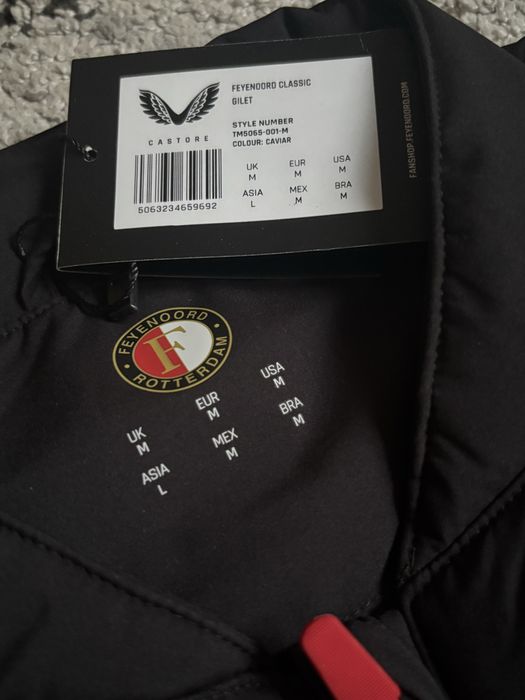 FEYENOORD CLASSIC
GILET
CASTORE
STYLE NUMBER
TM5065-001-M
COLOUR: CAVIAR
UK EUR USA
M M M
ASIA MEX BRA
L M M
5063234659692
FANSHOP.FEYENOORD.COM
FEYENOORD
F
ROTTERDAM
UK EUR USA
M M M
ASIA MEX BRA
L M M